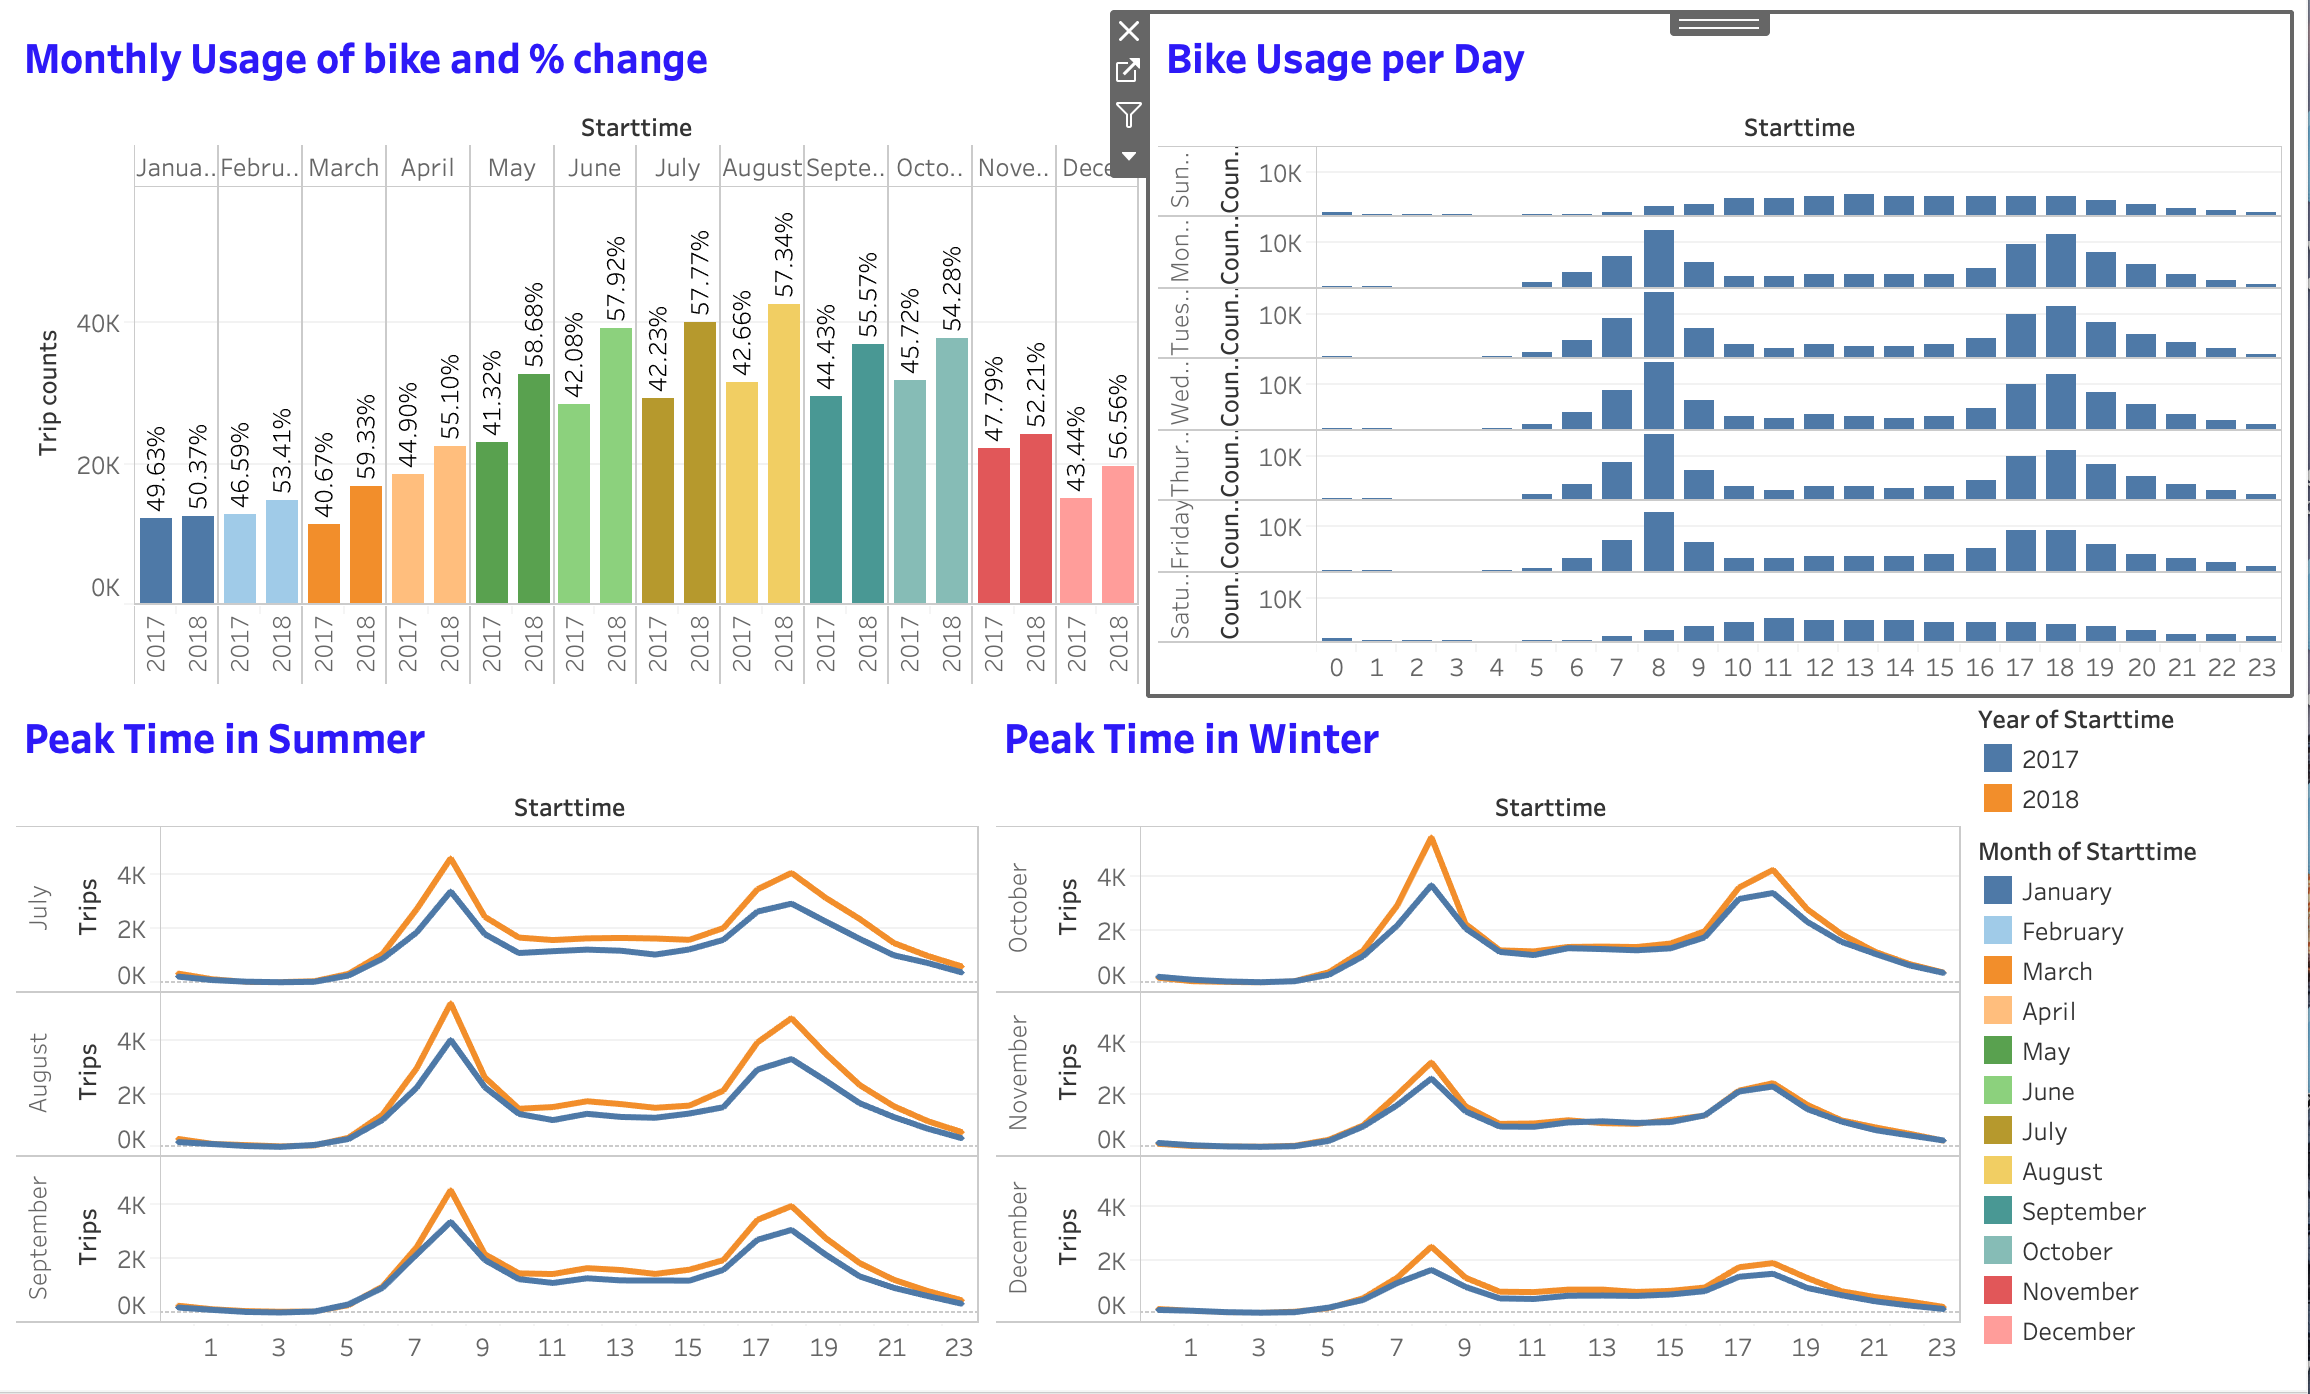 Monthly Usage of bike and % change
Starttime
Janua.. Febru.. March April May June July August Septe.. Octo.. Nove.. Dece
Trip counts
40K
20K
0K
49.63% 50.37% 46.59% 53.41% 40.67% 59.33% 44.90% 55.10% 41.32% 58.68% 42.08% 57.92% 42.23% 57.77% 42.66% 57.34% 44.43% 55.57% 45.72% 54.28% 47.79% 52.21% 43.44% 56.56%
2017 2018 2017 2018 2017 2018 2017 2018 2017 2018 2017 2018 2017 2018 2017 2018 2017 2018 2017 2018 2017 2018 2017 2018
Bike Usage per Day
Starttime
Sun.. Coun.. 10K
Mon.. Coun.. 10K
Tues.. Coun.. 10K
Wed.. Coun.. 10K
Thur.. Coun.. 10K
Friday Coun.. 10K
Satu.. Coun.. 10K
0 1 2 3 4 5 6 7 8 9 10 11 12 13 14 15 16 17 18 19 20 21 22 23
Peak Time in Summer
Starttime
July Trips
4K
2K
0K
August Trips
4K
2K
0K
September Trips
4K
2K
0K
1 3 5 7 9 11 13 15 17 19 21 23
Peak Time in Winter
Starttime
October Trips
4K
2K
0K
November Trips
4K
2K
0K
December Trips
4K
2K
0K
1 3 5 7 9 11 13 15 17 19 21 23
Year of Starttime
2017
2018
Month of Starttime
January
February
March
April
May
June
July
August
September
October
November
December